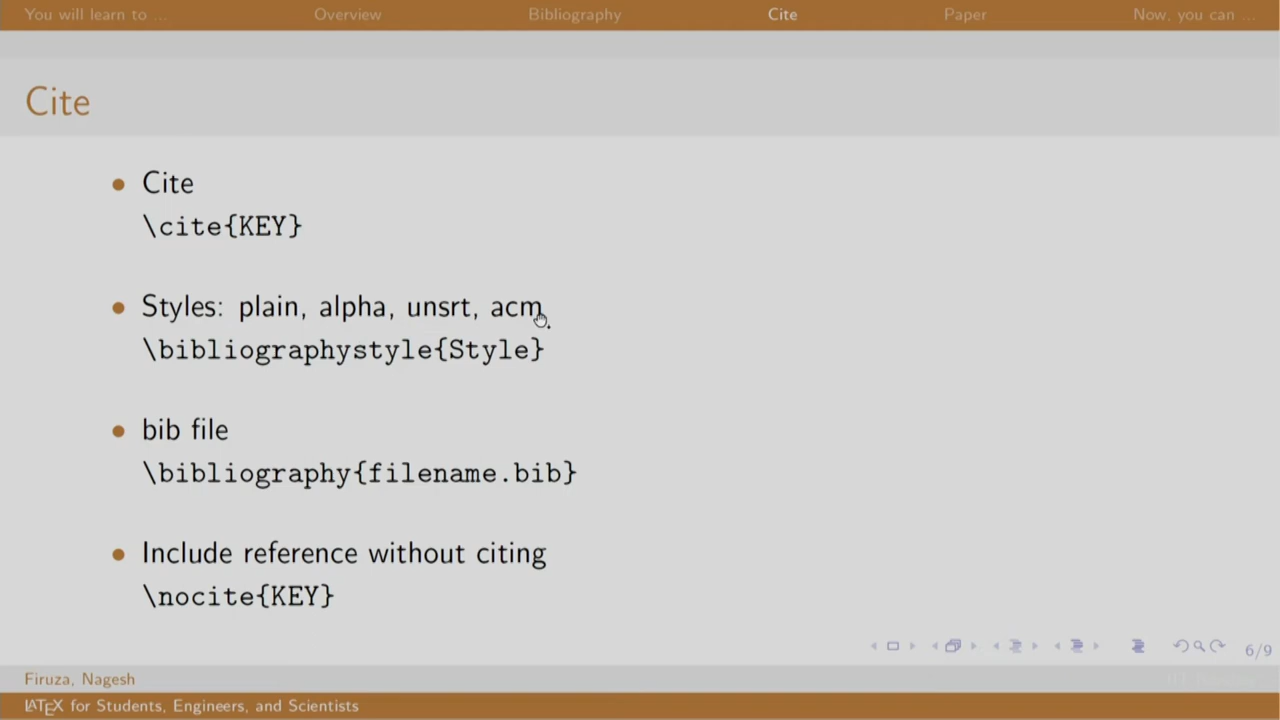 You will learn to ... Overview Bibliography Cite Paper Now, you can ...
Cite
• Cite
\cite{KEY}
• Styles: plain, alpha, unsrt, acm
\bibliographystyle{Style}
• bib file
\bibliography{filename.bib}
• Include reference without citing
\nocite{KEY}
6/9
Firuza, Nagesh
LATEX for Students, Engineers, and Scientists